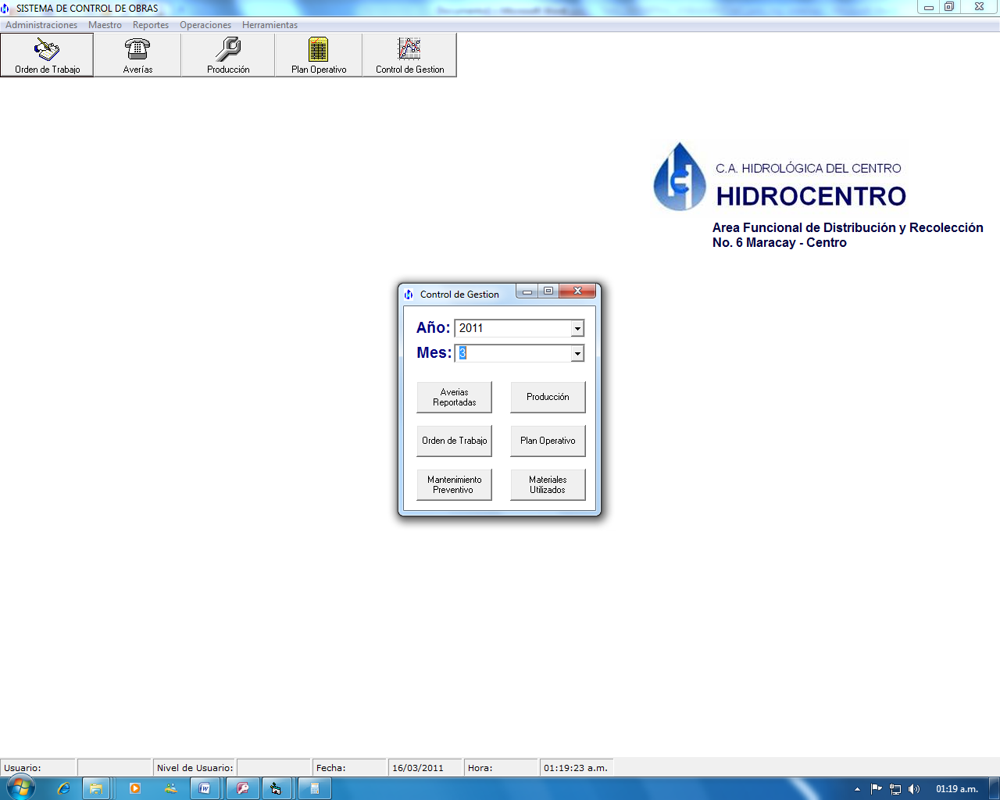 SISTEMA DE CONTROL DE OBRAS
Administraciones Maestro Reportes Operaciones Herramientas
Orden de Trabajo Averías Producción Plan Operativo Control de Gestion
C.A. HIDROLÓGICA DEL CENTRO
HIDROCENTRO
Area Funcional de Distribución y Recolección
No. 6 Maracay - Centro
Control de Gestion
Año: 2011
Mes: 3
Averias
Reportadas
Producción
Orden de Trabajo
Plan Operativo
Mantenimiento
Preventivo
Materiales
Utilizados
Usuario: Nivel de Usuario: Fecha: 16/03/2011 Hora: 01:19:23 a.m.
01:19 a.m.